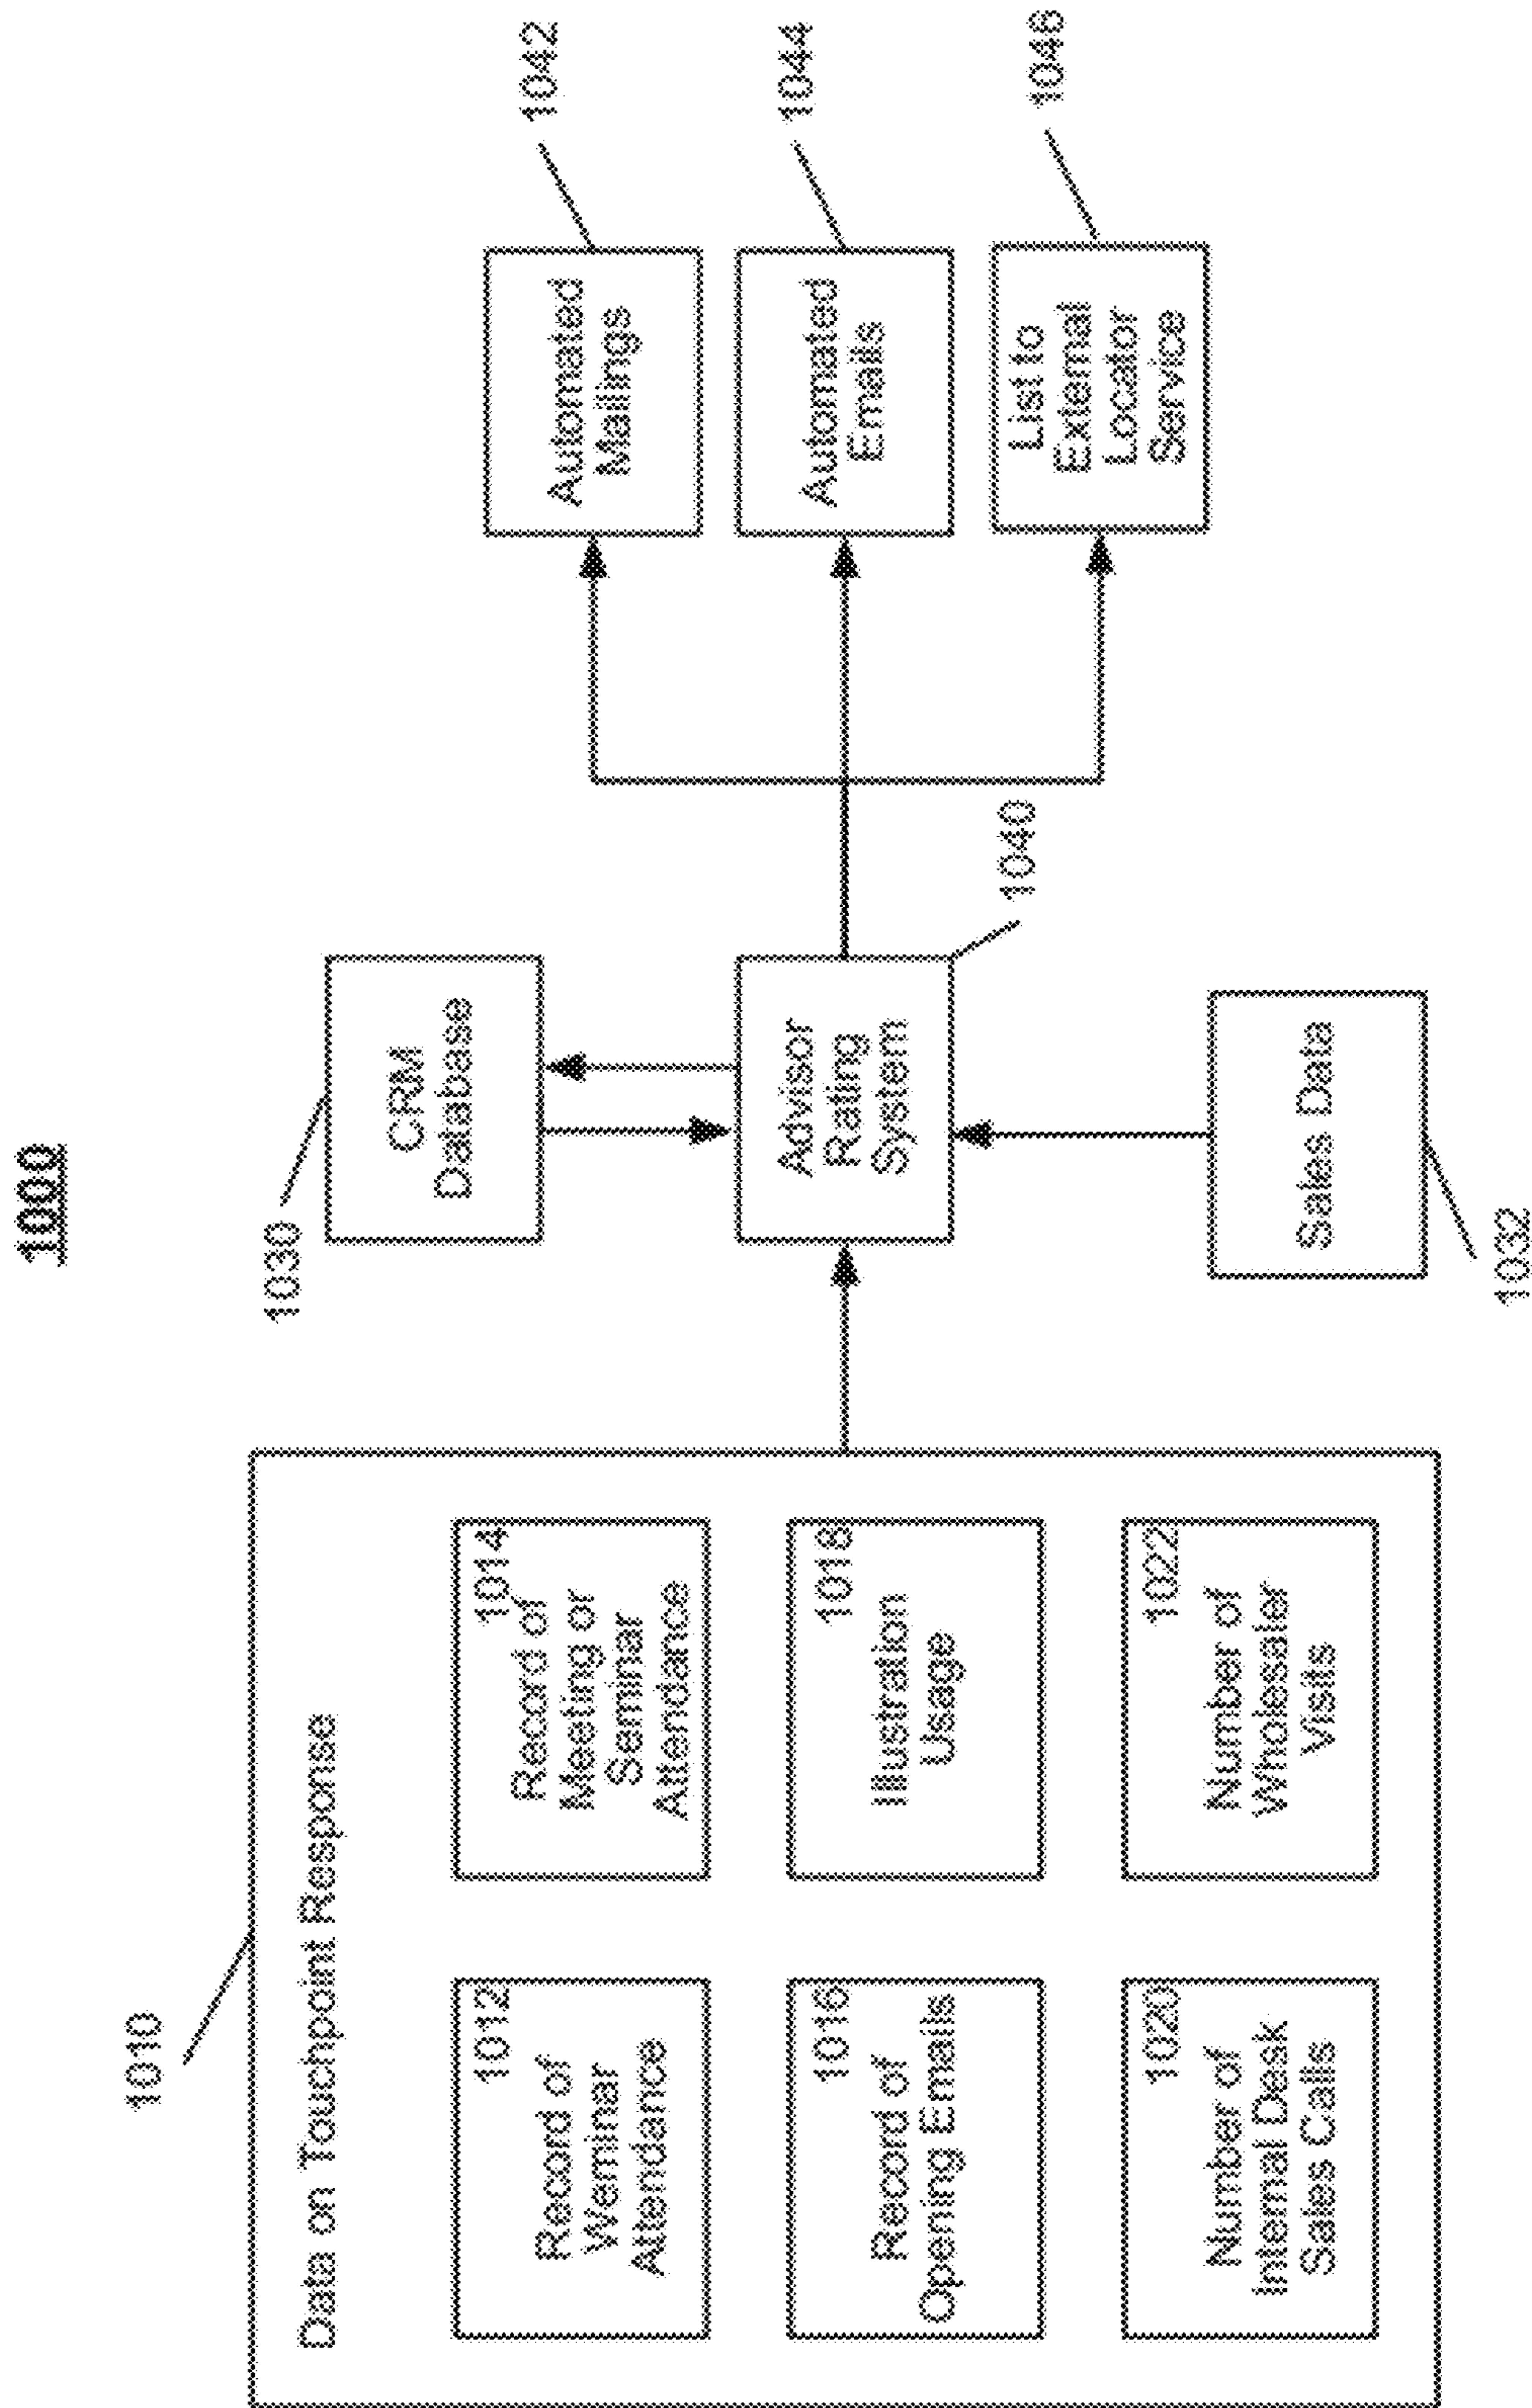 1000
1010
Data on Touchpoint Response
1012
Record of
Weminar
Attendance
1014
Record of
Meeting or
Seminar
Attendance
1016
Record of
Opening Emails
1018
Illustration
Usage
1020
Number of
Internal Desk
Sales Calls
1022
Number of
Wholesaler
Visits
1030
CRM
Database
Advisor
Rating
System
1040
Sales Data
1032
Automated
Mailings
1042
Automated
Emails
1044
List to
External
Locator
Service
1046